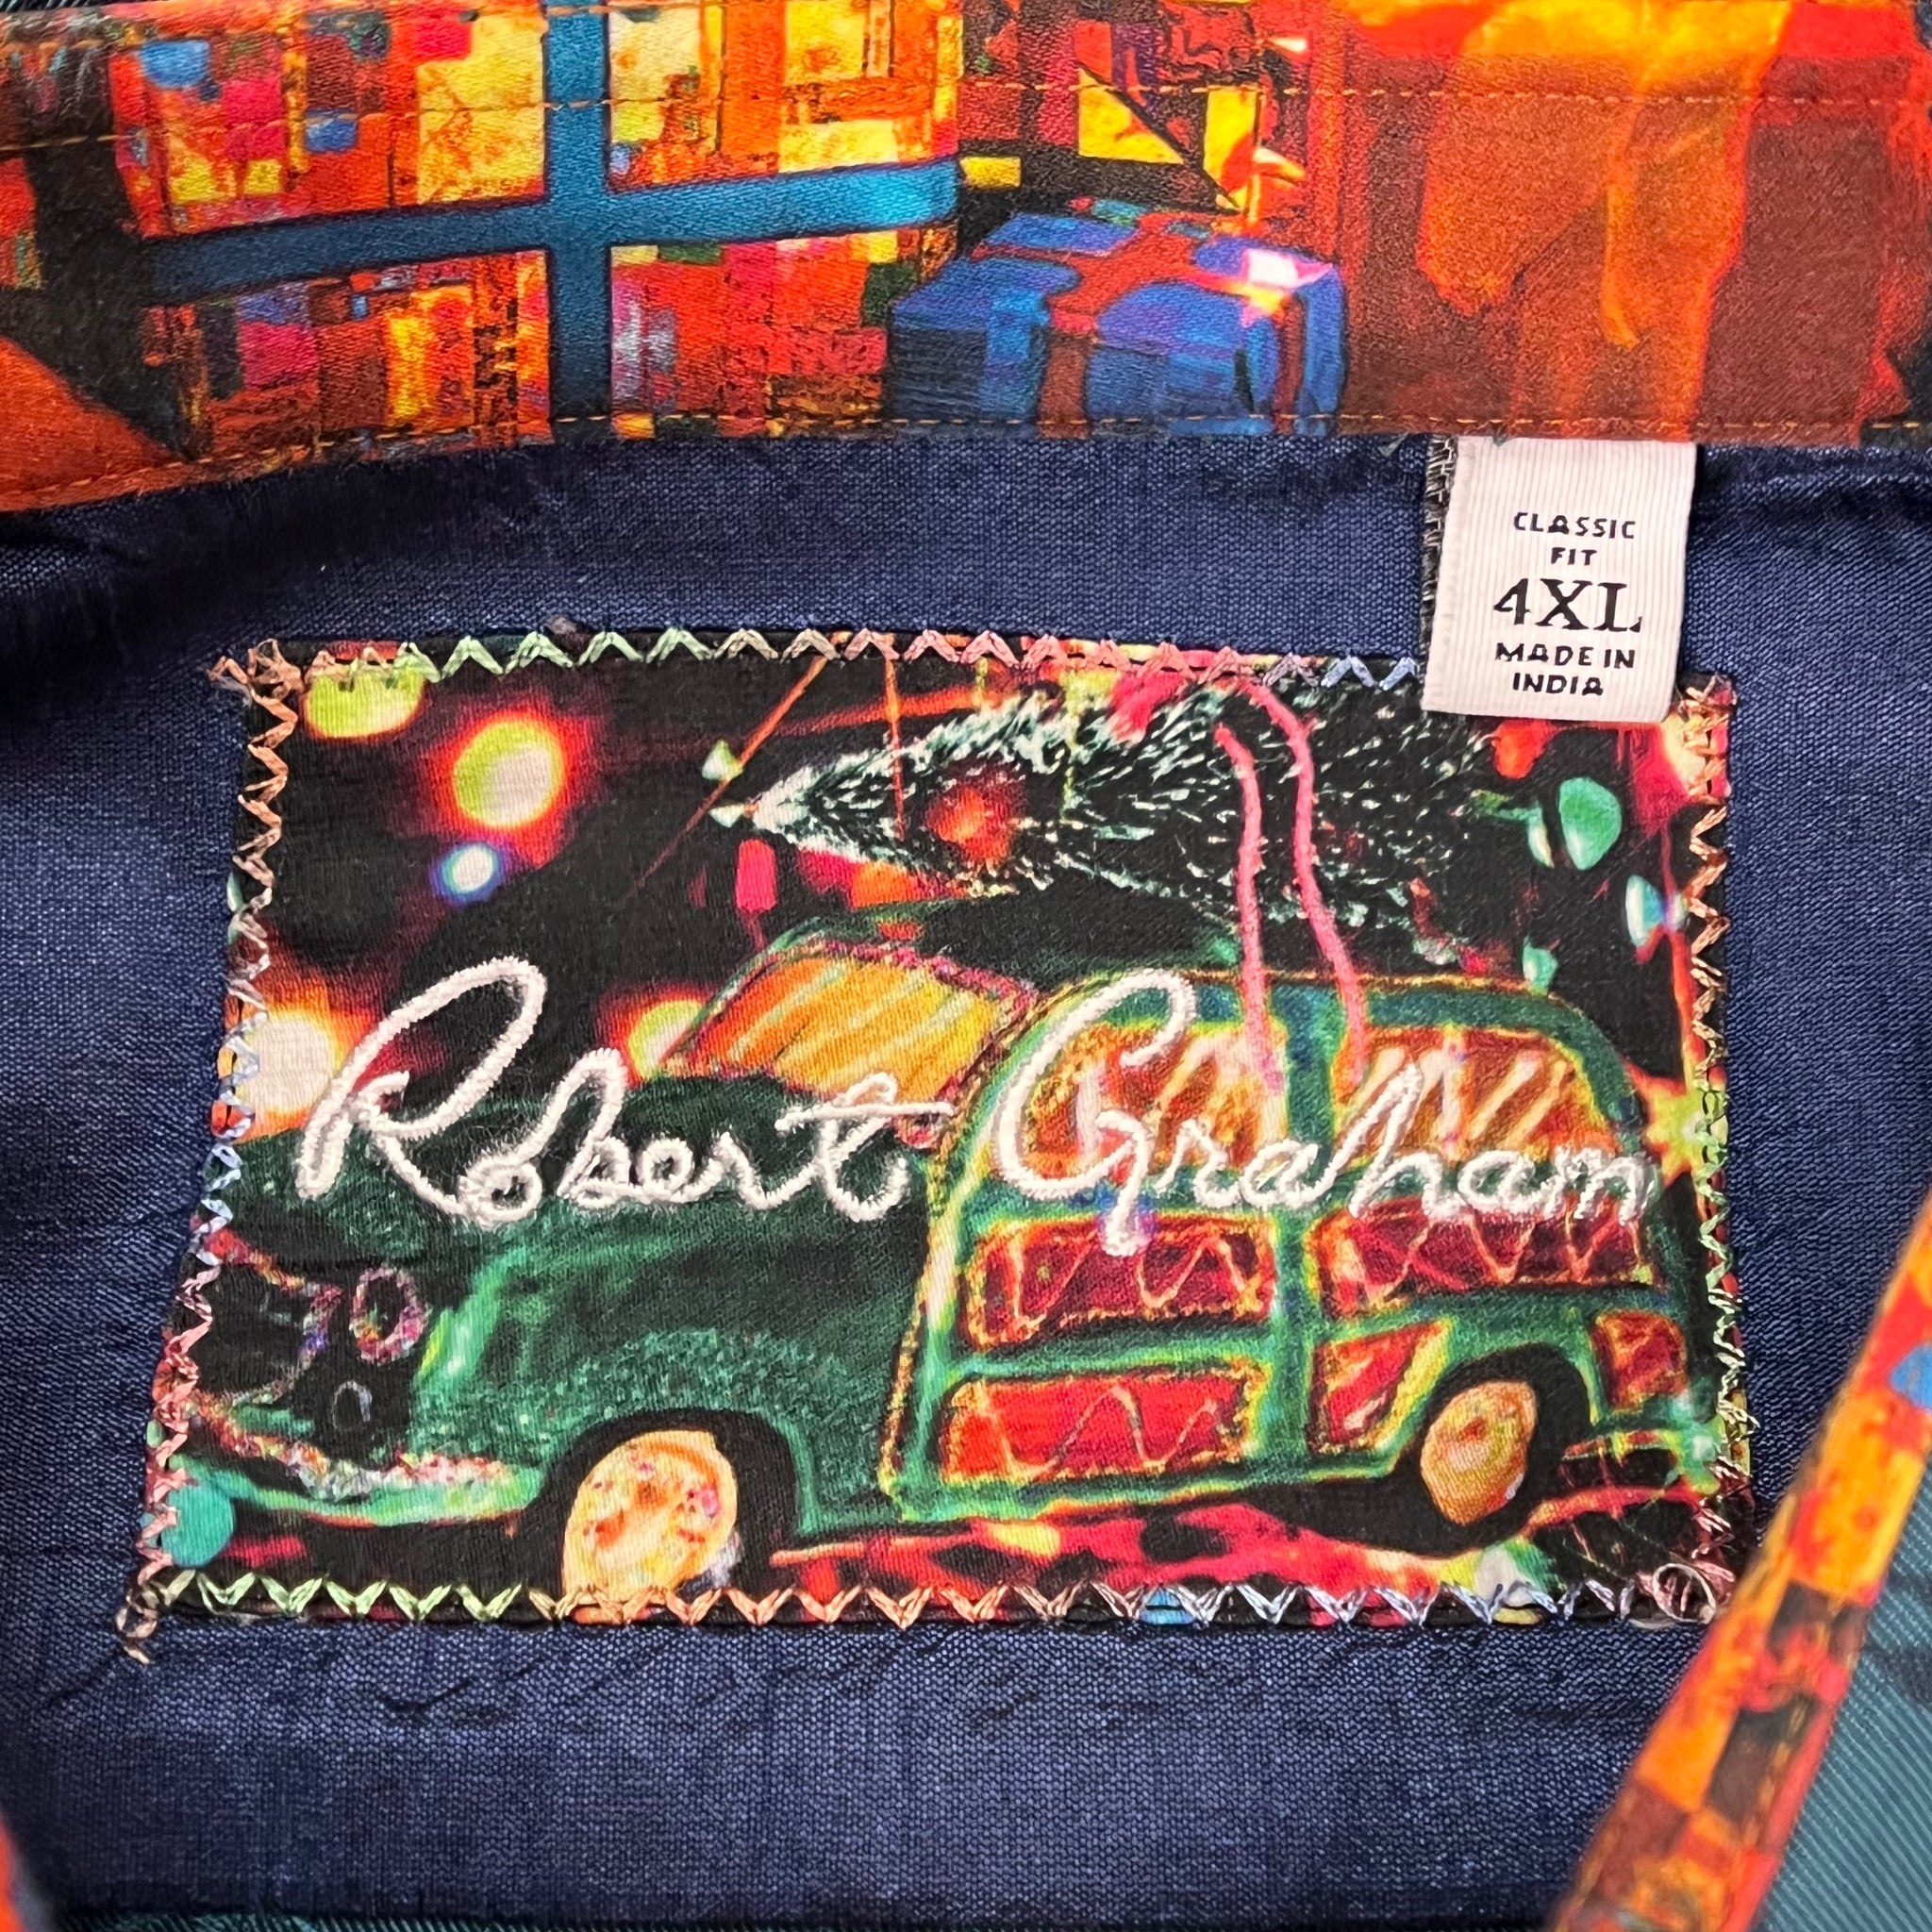 CLASSIC
FIT
4XL
MADE IN
INDIA
Robert Graham